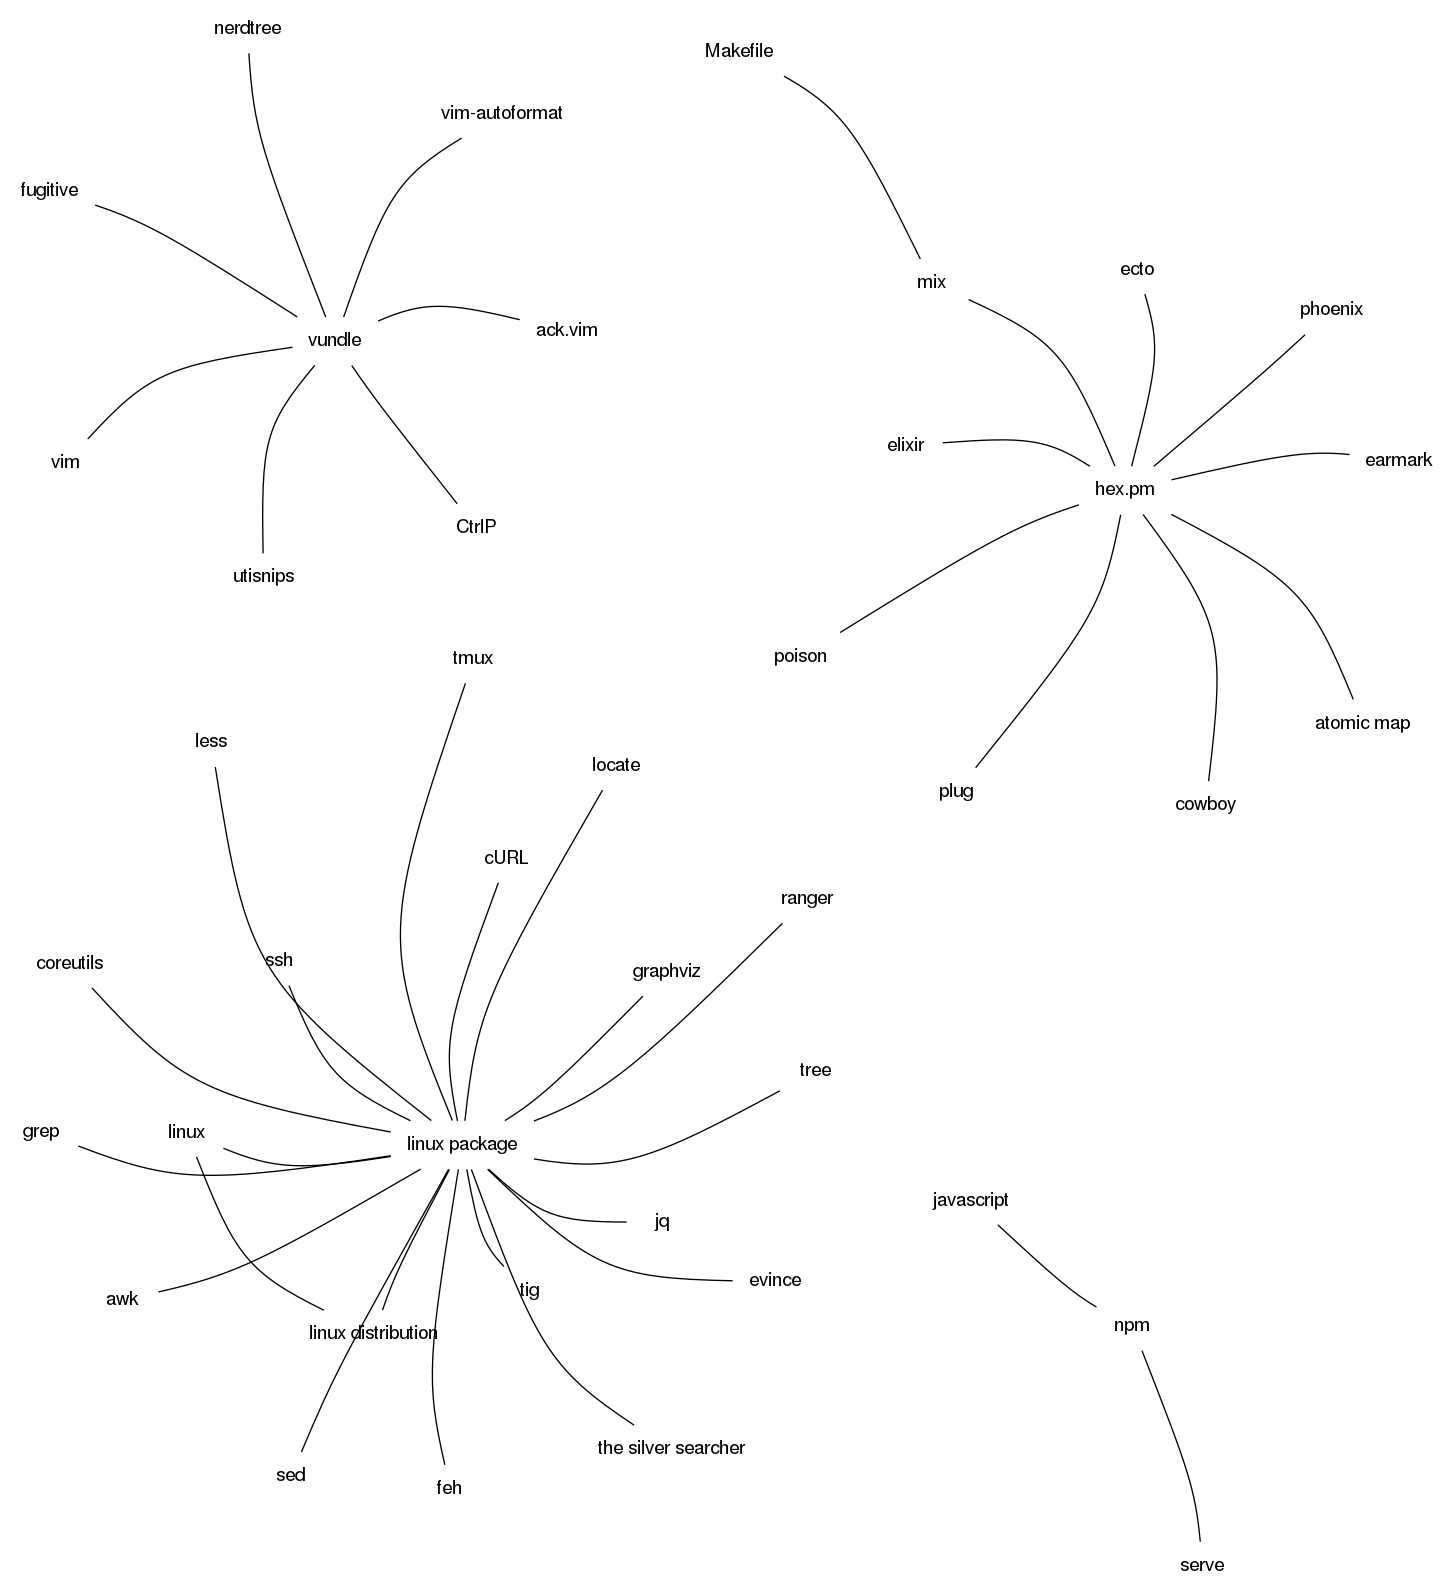 nerdtree
Makefile
vim-autoformat
fugitive
ecto
mix
phoenix
ack.vim
vundle
elixir
earmark
vim
hex.pm
CtrlP
utisnips
poison
tmux
atomic map
less
locate
plug
cowboy
cURL
ranger
ssh
coreutils
graphviz
tree
grep
linux
linux package
javascript
jq
evince
tig
awk
npm
linux distribution
the silver searcher
sed
feh
serve